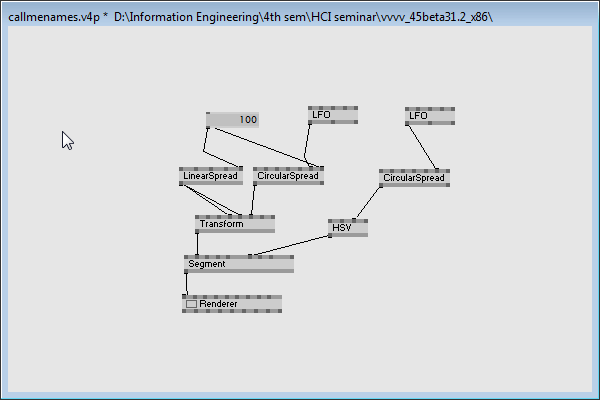 callmenames.v4p * D:\Information Engineering\4th sem\HCI seminar\vvvv_45beta31.2_x86\
100
LFO
LFO
LinearSpread
CircularSpread
CircularSpread
Transform
HSV
Segment
Renderer